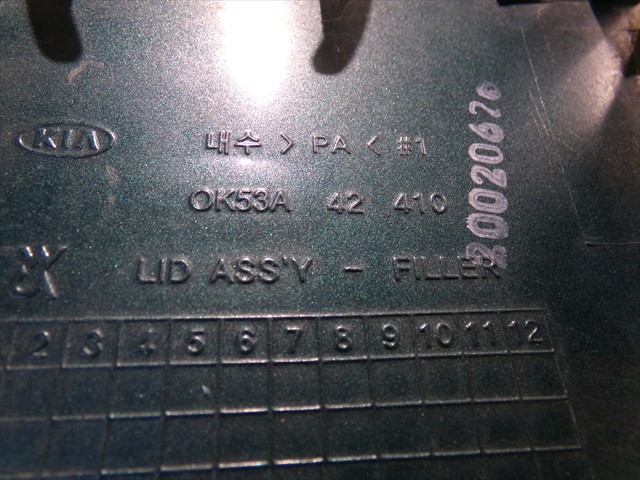 KIA
내수 > PA < #1
OK53A 42 410
LID ASS'Y - FILLER
2 3 4 5 6 7 8 9 10 11 12